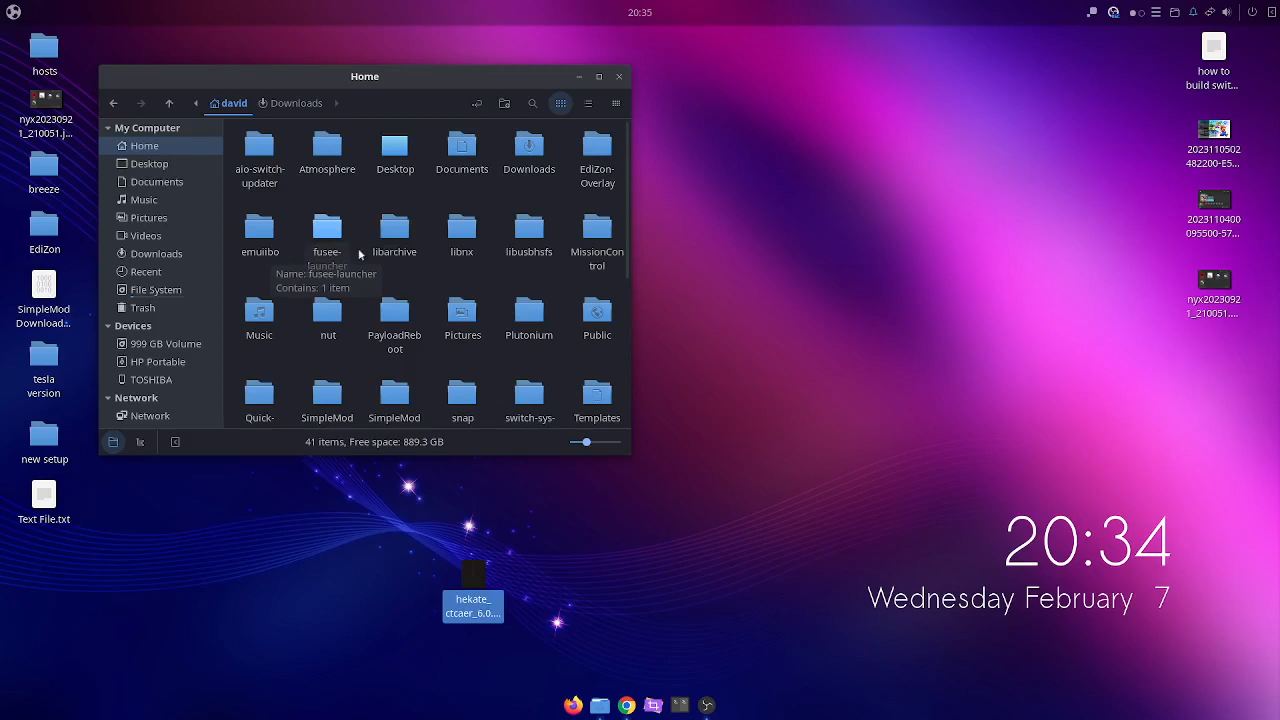 20:35
hosts
nyx2023092
1_210051.j...
breeze
EdiZon
SimpleMod
Download...
tesla
version
new setup
Text File.txt
Home
david
Downloads
My Computer
Home
Desktop
Documents
Music
Pictures
Videos
Downloads
Recent
File System
Trash
Devices
999 GB Volume
HP Portable
TOSHIBA
Network
Network
aio-switch-
updater
Atmosphere
Desktop
Documents
Downloads
EdiZon-
Overlay
emuiibo
fusee-
launcher
libarchive
libnx
libusbhsfs
MissionCon
trol
Name: fusee-launcher
Contains: 1 item
Music
nut
PayloadReb
oot
Pictures
Plutonium
Public
Quick-
SimpleMod
SimpleMod
snap
switch-sys-
Templates
41 items, Free space: 889.3 GB
hekate_
ctcaer_6.0....
how to
build swit...
2023110502
482200-E5...
2023110400
095500-57...
nyx2023092
1_210051....
20:34
Wednesday February 7